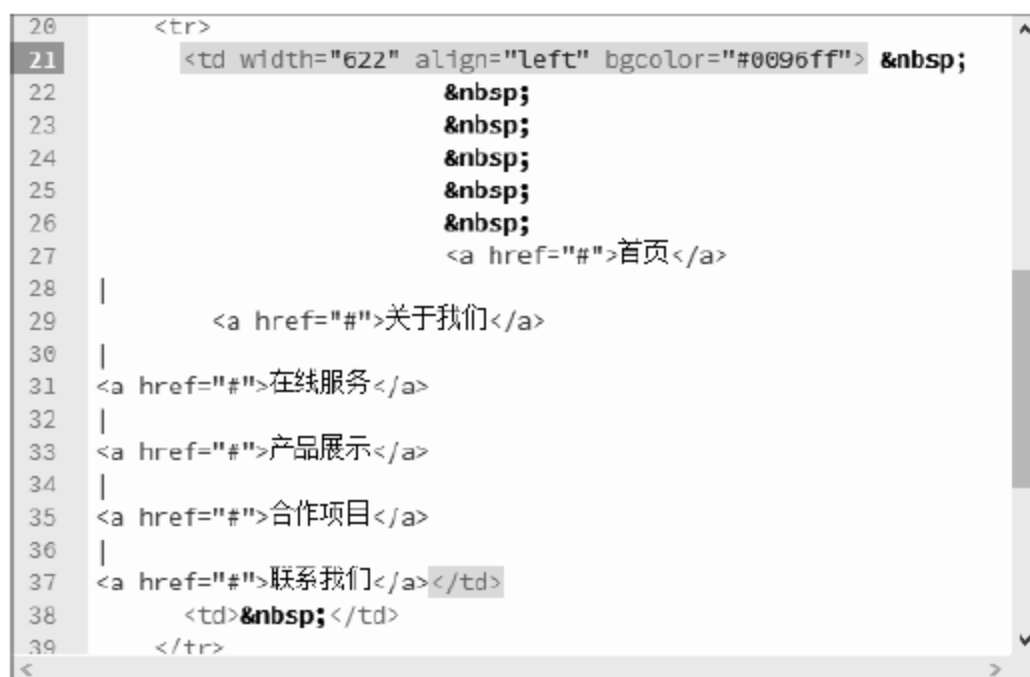 20 <tr>
21 <td width="622" align="left" bgcolor="#0096ff"> &nbsp;
22 &nbsp;
23 &nbsp;
24 &nbsp;
25 &nbsp;
26 &nbsp;
27 <a href="#">首页</a>
28 |
29 <a href="#">关于我们</a>
30 |
31 <a href="#">在线服务</a>
32 |
33 <a href="#">产品展示</a>
34 |
35 <a href="#">合作项目</a>
36 |
37 <a href="#">联系我们</a></td>
38 <td>&nbsp;</td>
39 </tr>